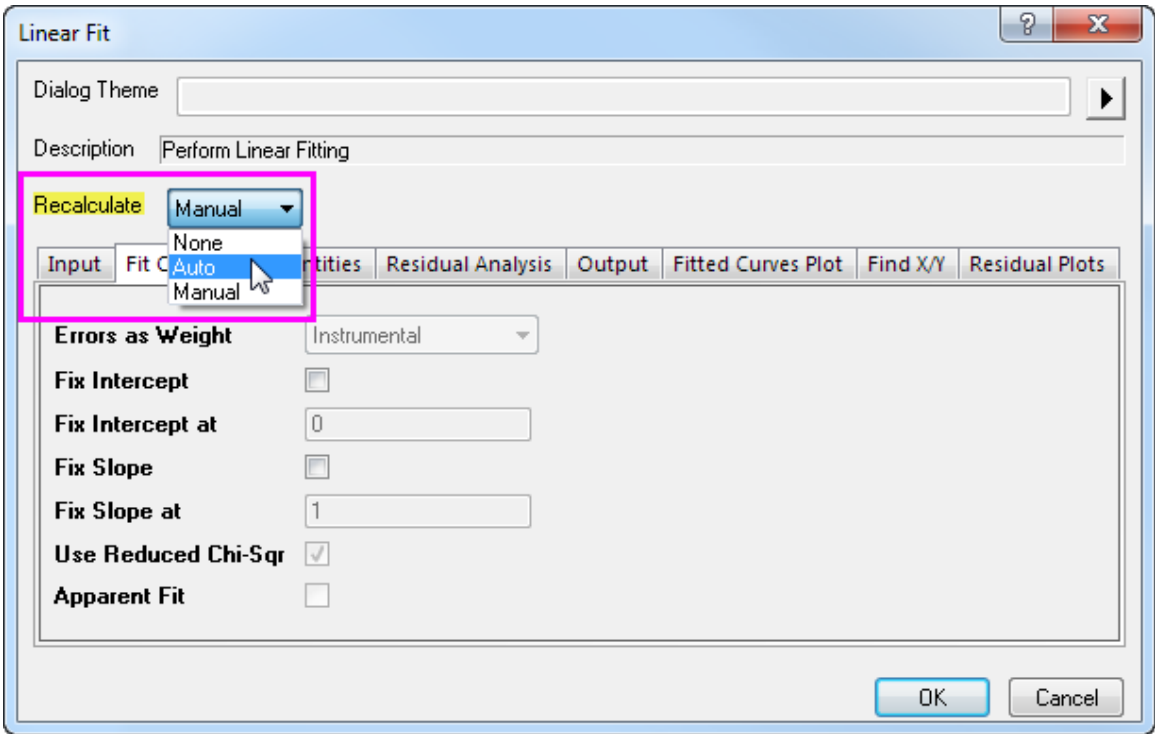 Linear Fit
Dialog Theme
Description Perform Linear Fitting
Recalculate Manual
None
Auto
Manual
Input Fit C ntities Residual Analysis Output Fitted Curves Plot Find X/Y Residual Plots
Errors as Weight Instrumental
Fix Intercept
Fix Intercept at 0
Fix Slope
Fix Slope at 1
Use Reduced Chi-Sqr
Apparent Fit
OK Cancel